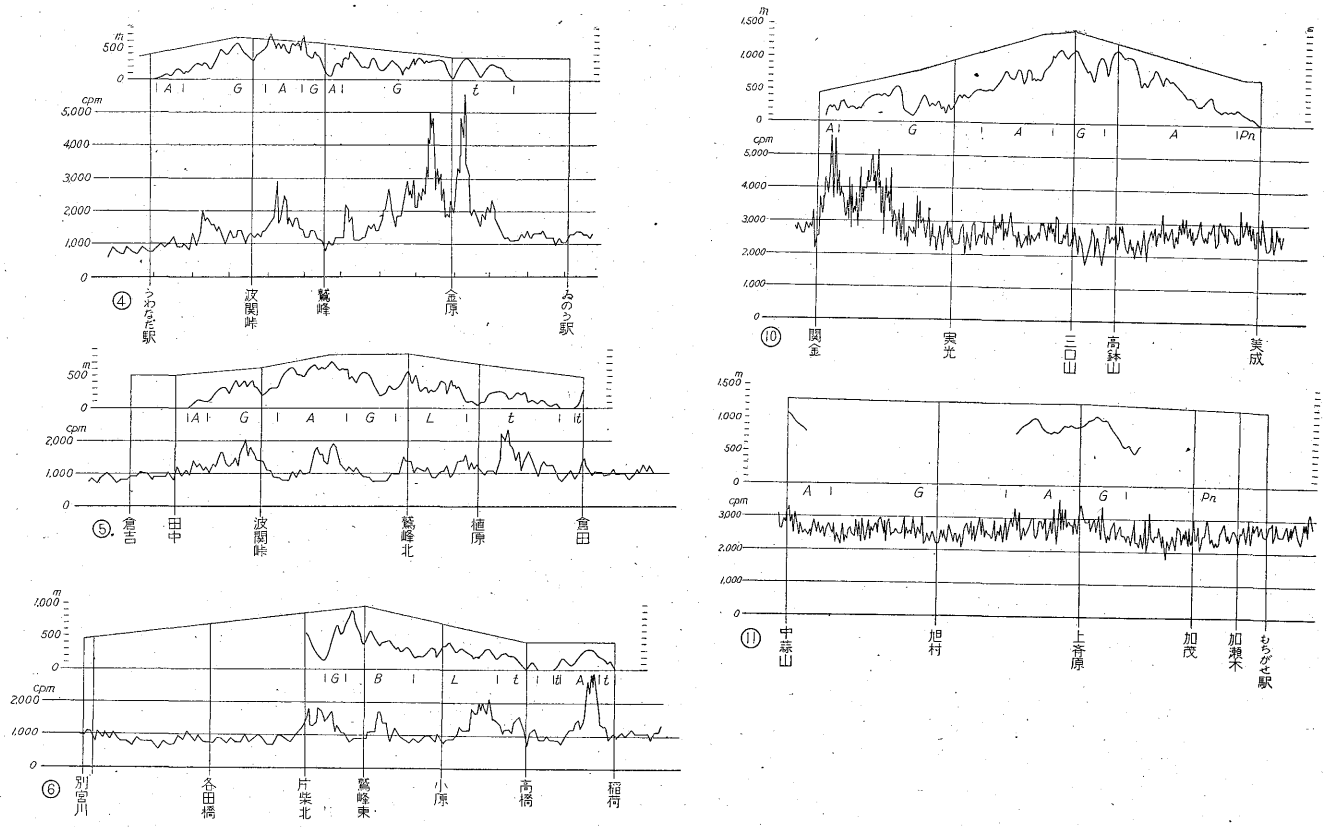 m
500
0
A G A G A G t
cpm
5,000
4,000
3,000
2,000
1,000
0
④ うわなだ駅 波関峠 鷲峰 金原 ゐのう駅
m
500
0
A G A G L t t
cpm
2,000
1,000
0
⑤ 倉吉 田中 波関峠 鷲峰北 植原 倉田
m
1,000
500
0
G B L t t A t
cpm
2,000
1,000
0
⑥ 別宮川 各田橋 片柴北 鷲峰東 小原 高橋 稲荷
m
1,500
1,000
500
0
A G A G A Pn
cpm
5,000
4,000
3,000
2,000
1,000
0
⑩ 関金 実光 三口山 高鉢山
m
1,500
1,000
500
0
A G A G Pn
cpm
3,000
2,000
1,000
0
⑪ 中蒜山 旭村 上斉原 加茂 加瀬木 もちがせ駅